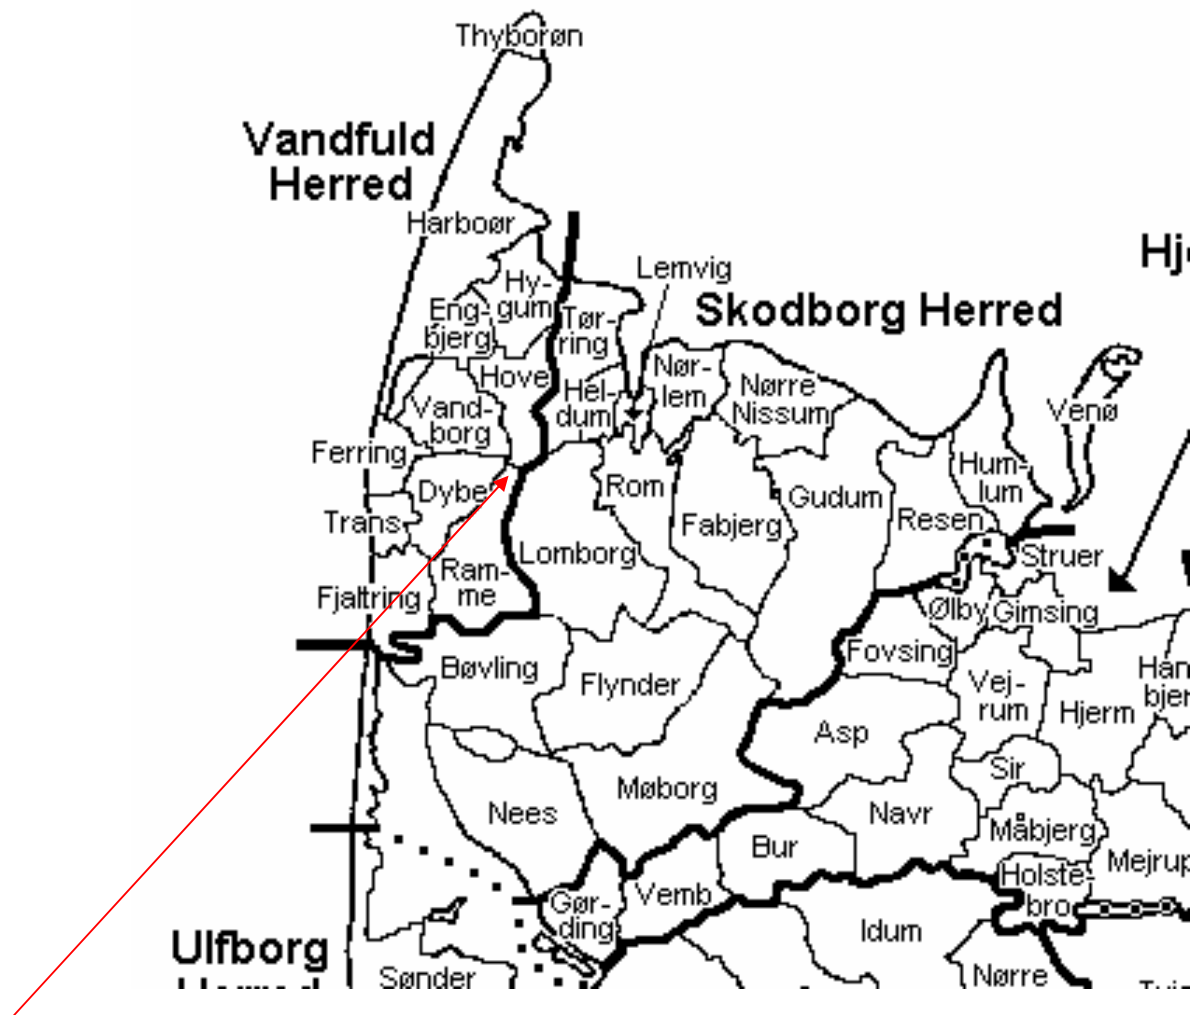 Thyborøn
Vandfuld
Herred
Harboør
Lemvig
Hj
Hy-
gum
Skodborg Herred
Eng-
bjerg
Tør-
ring
Hove
Nør-
lem
Nørre
Nissum
Hel-
dum
Vand-
borg
Venø
Ferring
Hum-
lum
Dybe
Rom
Gudum
Trans
Fabjerg
Resen
Lomborg
Struer
Ram-
me
Fjaltring
Ølby
Gimsing
Bøvling
Fovsing
Flynder
Vej-
rum
Han
bjer
Hjerm
Asp
Sir
Møborg
Nees
Navr
Måbjerg
Bur
Mejrup
Holste-
bro
Vemb
Gør-
ding
Idum
Ulfborg
Herred
Sønder
Nørre